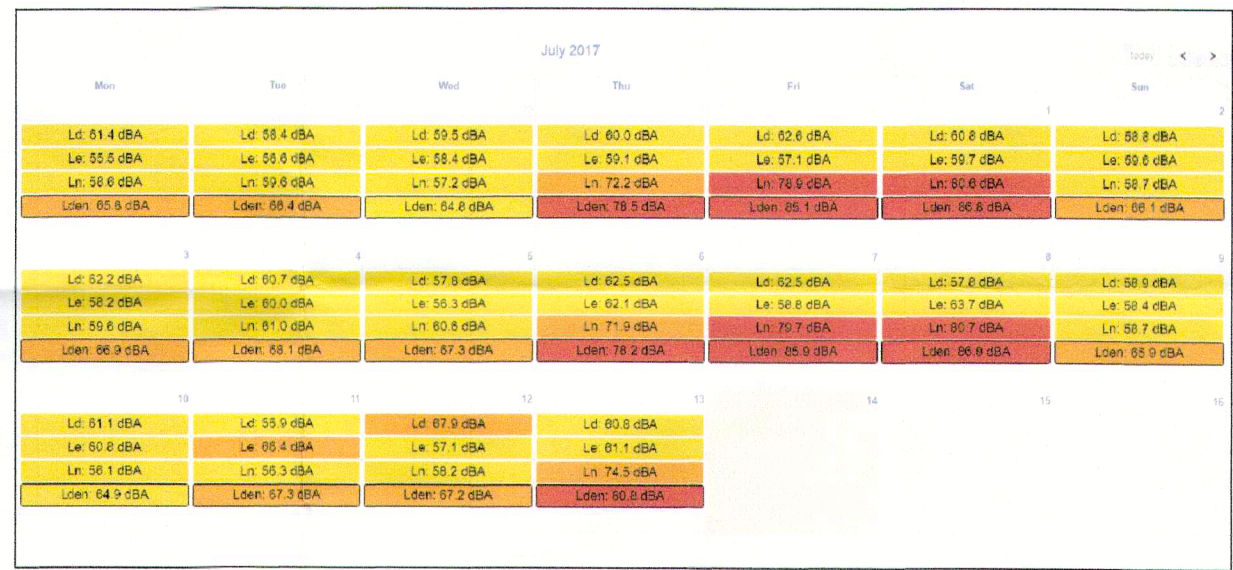 July 2017
today < >
Mon Tue Wed Thu Fri Sat Sun
1 2
Ld: 61.4 dBA Ld: 58.4 dBA Ld: 59.5 dBA Ld: 60.0 dBA Ld: 62.6 dBA Ld: 60.8 dBA Ld: 58.8 dBA
Le: 55.5 dBA Le: 56.6 dBA Le: 58.4 dBA Le: 59.1 dBA Le: 57.1 dBA Le: 59.7 dBA Le: 59.6 dBA
Ln: 58.6 dBA Ln: 59.6 dBA Ln: 57.2 dBA Ln: 72.2 dBA Ln: 78.9 dBA Ln: 80.6 dBA Ln: 58.7 dBA
Lden: 65.8 dBA Lden: 66.4 dBA Lden: 64.8 dBA Lden: 78.5 dBA Lden: 85.1 dBA Lden: 86.8 dBA Lden: 66.1 dBA
3 4 5 6 7 8 9
Ld: 62.2 dBA Ld: 60.7 dBA Ld: 57.8 dBA Ld: 62.5 dBA Ld: 62.5 dBA Ld: 57.8 dBA Ld: 58.9 dBA
Le: 58.2 dBA Le: 60.0 dBA Le: 56.3 dBA Le: 62.1 dBA Le: 58.8 dBA Le: 63.7 dBA Le: 58.4 dBA
Ln: 59.6 dBA Ln: 61.0 dBA Ln: 60.6 dBA Ln: 71.9 dBA Ln: 79.7 dBA Ln: 80.7 dBA Ln: 58.7 dBA
Lden: 66.9 dBA Lden: 68.1 dBA Lden: 67.3 dBA Lden: 78.2 dBA Lden: 85.9 dBA Lden: 86.9 dBA Lden: 65.9 dBA
10 11 12 13 14 15 16
Ld: 61.1 dBA Ld: 55.9 dBA Ld: 67.9 dBA Ld: 60.8 dBA
Le: 60.8 dBA Le: 66.4 dBA Le: 57.1 dBA Le: 61.1 dBA
Ln: 56.1 dBA Ln: 56.3 dBA Ln: 58.2 dBA Ln: 74.5 dBA
Lden: 64.9 dBA Lden: 67.3 dBA Lden: 67.2 dBA Lden: 80.8 dBA